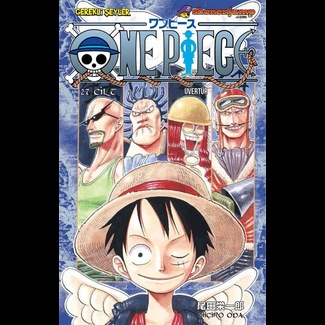 GEREKLİ ŞEYLER
ワンピース
ONE PIECE
27. CİLT
UVERTÜR
尾田栄一郎
EIICHIRO ODA